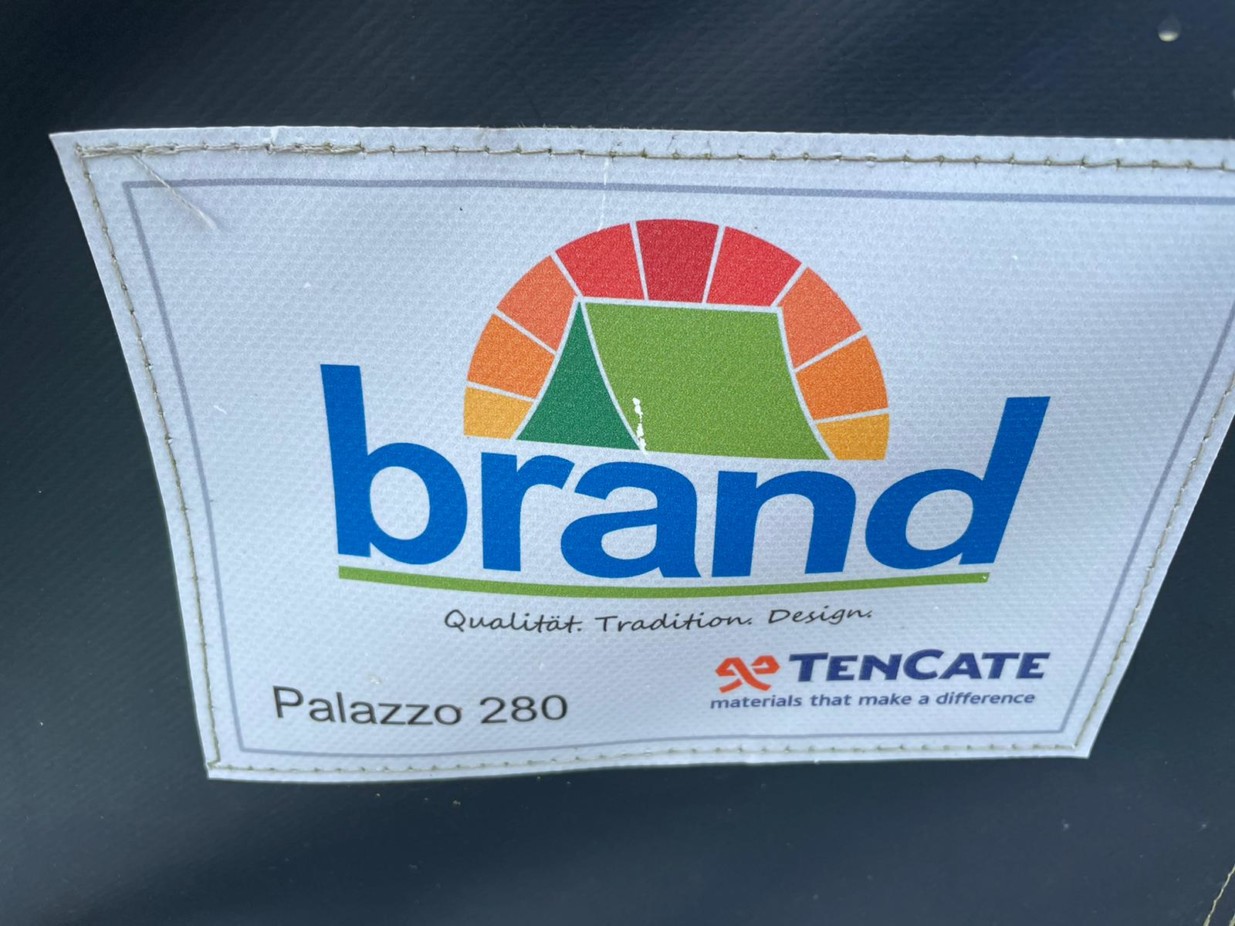 brand
Qualität. Tradition. Design.
TENCATE
materials that make a difference
Palazzo 280